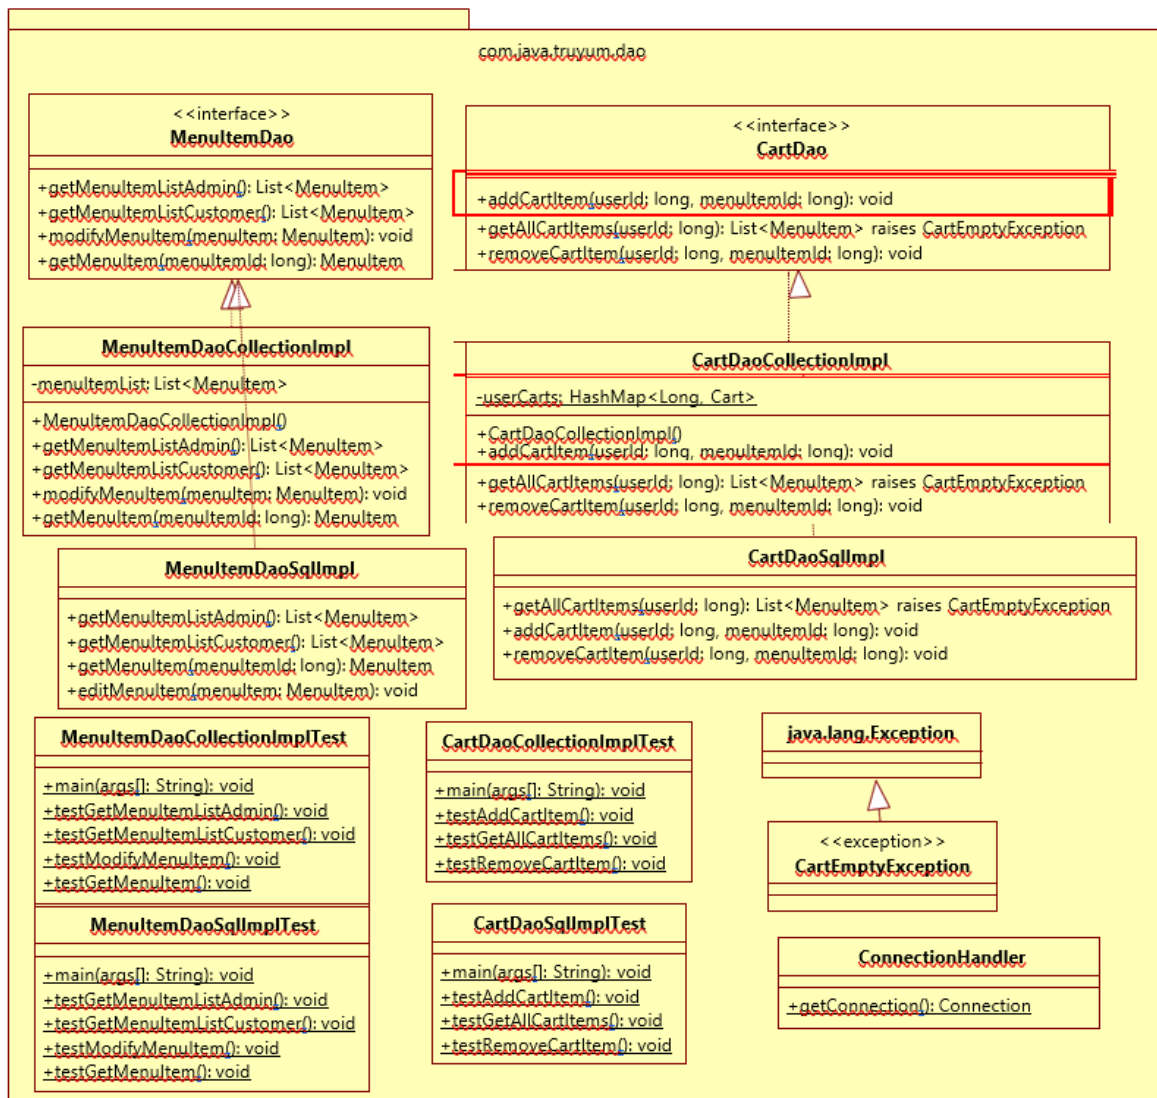 com.java.truyum.dao
<<interface>>
MenuItemDao
+getMenuItemListAdmin(): List<MenuItem>
+getMenuItemListCustomer(): List<MenuItem>
+modifyMenuItem(menuItem: MenuItem): void
+getMenuItem(menuItemId: long): MenuItem
<<interface>>
CartDao
+addCartItem(userId: long, menuItemId: long): void
+getAllCartItems(userId: long): List<MenuItem> raises CartEmptyException
+removeCartItem(userId: long, menuItemId: long): void
MenuItemDaoCollectionImpl
-menuItemList: List<MenuItem>
+MenuItemDaoCollectionImpl()
+getMenuItemListAdmin(): List<MenuItem>
+getMenuItemListCustomer(): List<MenuItem>
+modifyMenuItem(menuItem: MenuItem): void
+getMenuItem(menuItemId: long): MenuItem
CartDaoCollectionImpl
-userCarts: HashMap<Long, Cart>
+CartDaoCollectionImpl()
+addCartItem(userId: long, menuItemId: long): void
+getAllCartItems(userId: long): List<MenuItem> raises CartEmptyException
+removeCartItem(userId: long, menuItemId: long): void
MenuItemDaoSqlImpl
+getMenuItemListAdmin(): List<MenuItem>
+getMenuItemListCustomer(): List<MenuItem>
+getMenuItem(menuItemId: long): MenuItem
+editMenuItem(menuItem: MenuItem): void
CartDaoSqlImpl
+getAllCartItems(userId: long): List<MenuItem> raises CartEmptyException
+addCartItem(userId: long, menuItemId: long): void
+removeCartItem(userId: long, menuItemId: long): void
MenuItemDaoCollectionImplTest
+main(args[]: String): void
+testGetMenuItemListAdmin(): void
+testGetMenuItemListCustomer(): void
+testModifyMenuItem(): void
+testGetMenuItem(): void
CartDaoCollectionImplTest
+main(args[]: String): void
+testAddCartItem(): void
+testGetAllCartItems(): void
+testRemoveCartItem(): void
java.lang.Exception
<<exception>>
CartEmptyException
MenuItemDaoSqlImplTest
+main(args[]: String): void
+testGetMenuItemListAdmin(): void
+testGetMenuItemListCustomer(): void
+testModifyMenuItem(): void
+testGetMenuItem(): void
CartDaoSqlImplTest
+main(args[]: String): void
+testAddCartItem(): void
+testGetAllCartItems(): void
+testRemoveCartItem(): void
ConnectionHandler
+getConnection(): Connection